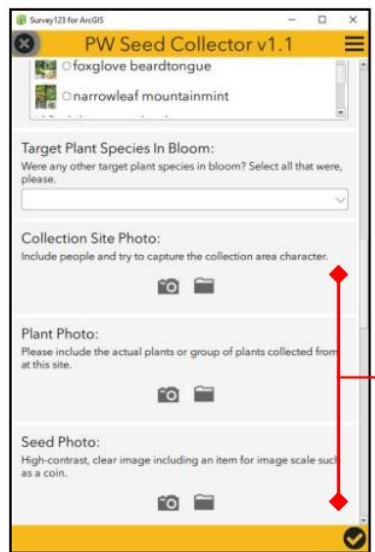 Survey123 for ArcGIS
PW Seed Collector v1.1
foxglove beardtongue
narrowleaf mountainmint
Target Plant Species In Bloom:
Were any other target plant species in bloom? Select all that were,
please.
Collection Site Photo:
Include people and try to capture the collection area character.
Plant Photo:
Please include the actual plants or group of plants collected from
at this site.
Seed Photo:
High-contrast, clear image including an item for image scale such
as a coin.